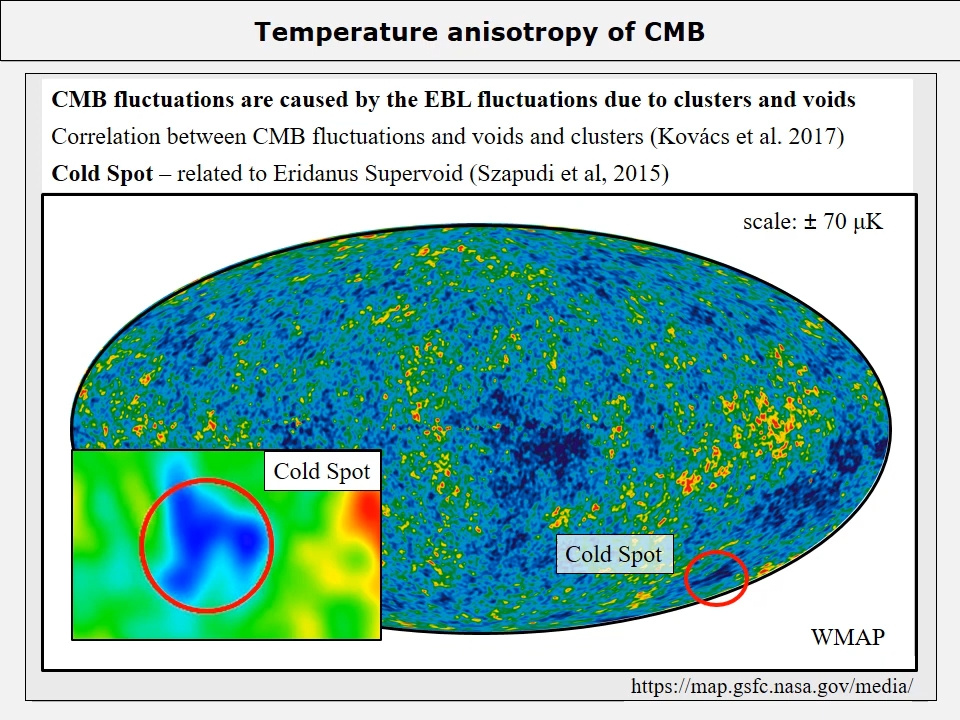 Temperature anisotropy of CMB
CMB fluctuations are caused by the EBL fluctuations due to clusters and voids
Correlation between CMB fluctuations and voids and clusters (Kovács et al. 2017)
Cold Spot – related to Eridanus Supervoid (Szapudi et al, 2015)
scale: ± 70 μK
Cold Spot
Cold Spot
WMAP
https://map.gsfc.nasa.gov/media/